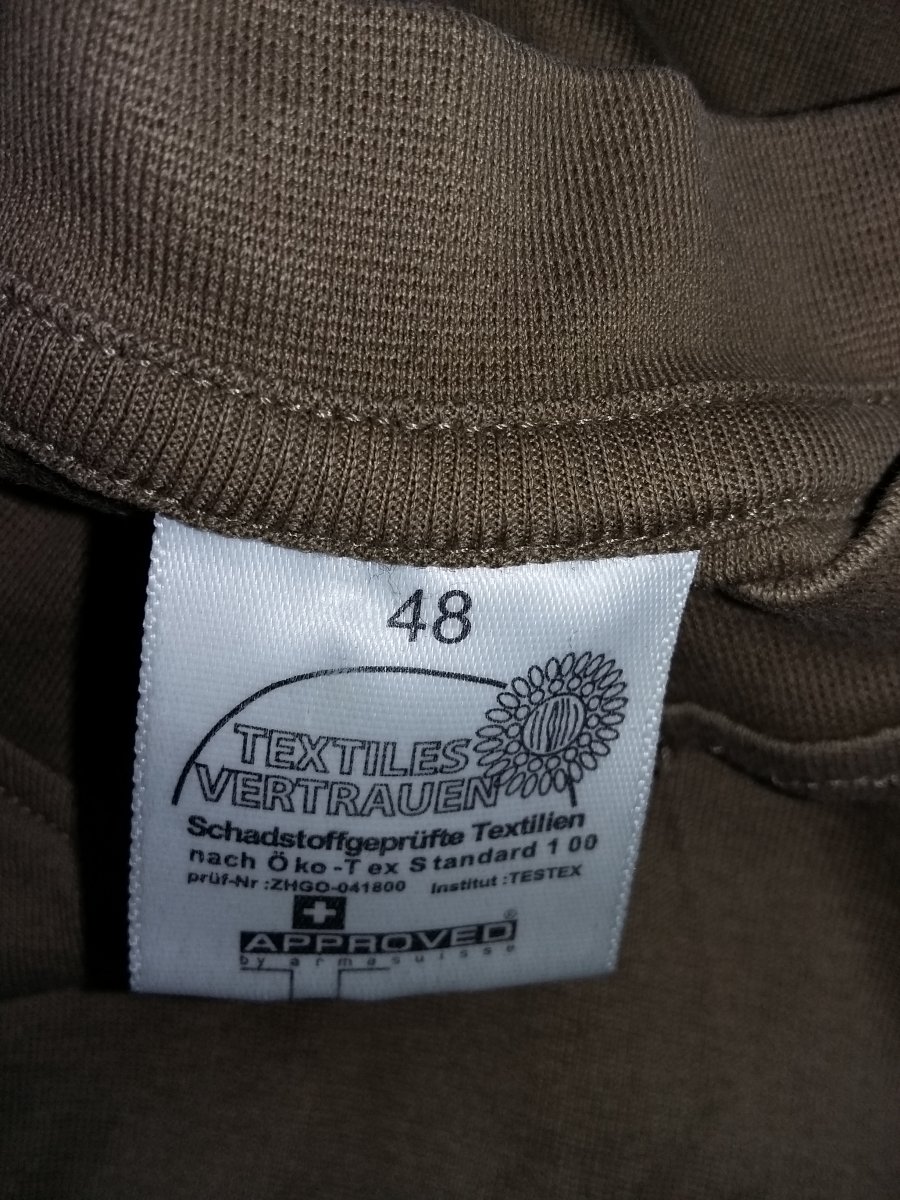 48
TEXTILES
VERTRAUEN
Schadstoffgeprüfte Textilien
nach Öko-Tex Standard 100
prüf-Nr :ZHGO-041800 Institut :TESTEX
APPROVED®
by armasuisse